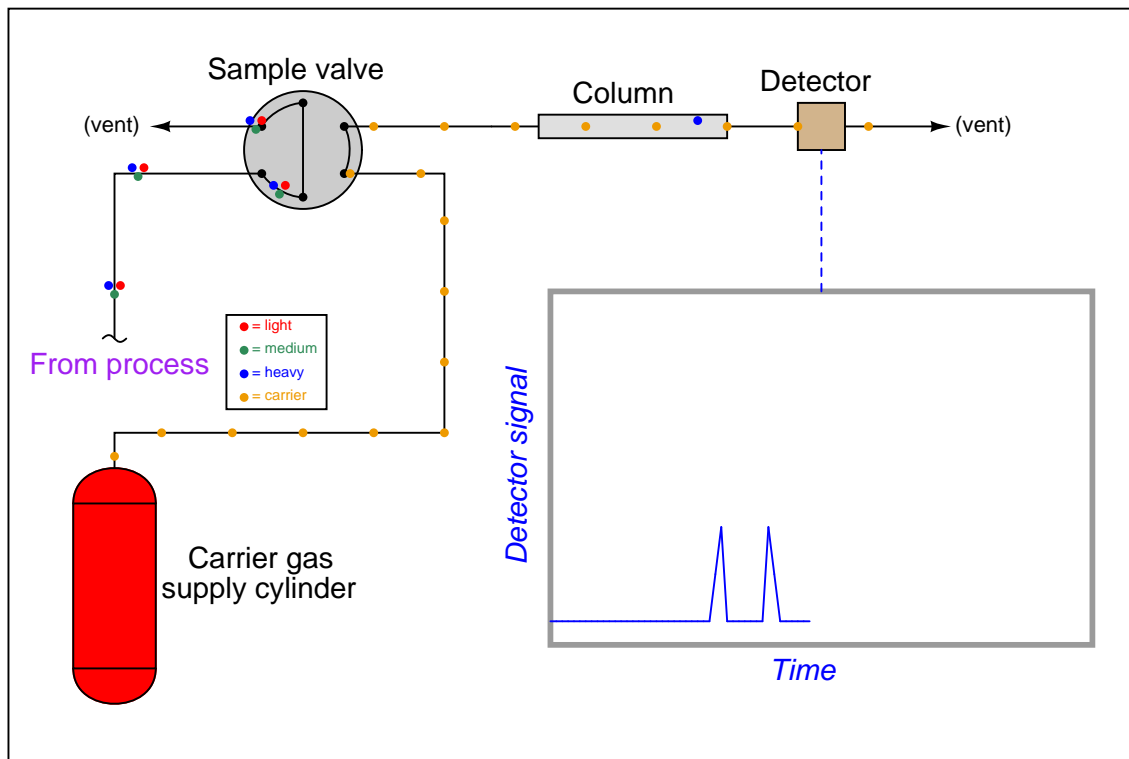 Sample valve
Column
Detector
(vent)
(vent)
= light
= medium
= heavy
= carrier
From process
Detector signal
Carrier gas
supply cylinder
Time